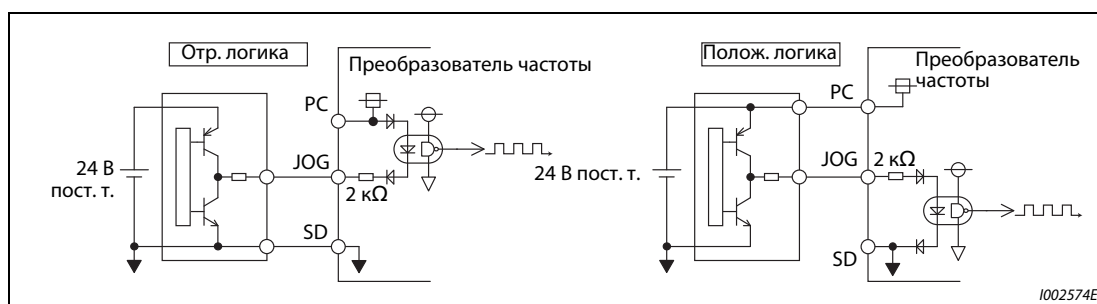 Отр. логика
Преобразователь частоты
PC
24 В
пост. т.
JOG
2 кΩ
SD
Полож. логика
Преобразователь
частоты
PC
24 В пост. т.
JOG
2 кΩ
SD
I002574E